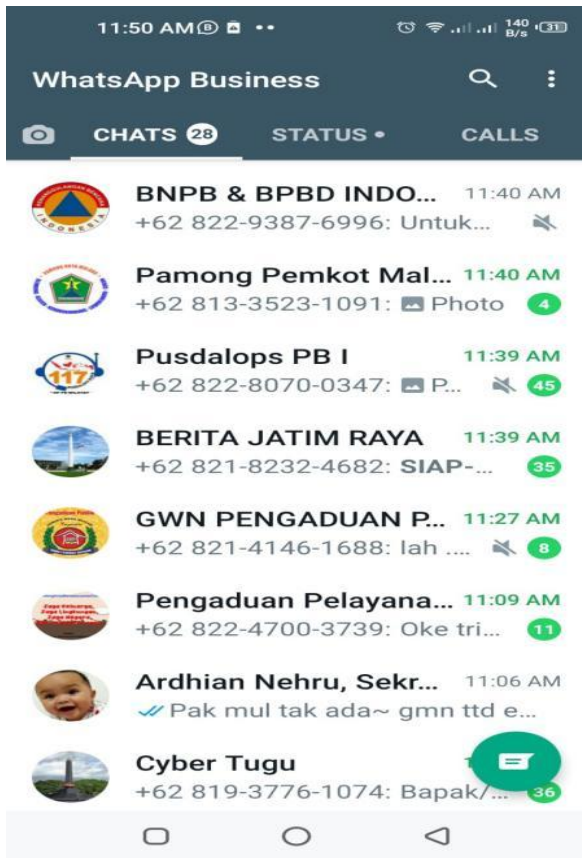 11:50 AM
140 B/s
31
WhatsApp Business
CHATS 28 STATUS CALLS
BNPB & BPBD INDO... 11:40 AM
+62 822-9387-6996: Untuk...
Pamong Pemkot Mal... 11:40 AM
+62 813-3523-1091: Photo 4
Pusdalops PB I 11:39 AM
117
+62 822-8070-0347: P... 45
BERITA JATIM RAYA 11:39 AM
+62 821-8232-4682: SIAP-... 35
GWN PENGADUAN P... 11:27 AM
+62 821-4146-1688: lah .... 8
Pengaduan Pelayana... 11:09 AM
+62 822-4700-3739: Oke tri... 11
Ardhian Nehru, Sekr... 11:06 AM
Pak mul tak ada~ gmn ttd e...
Cyber Tugu
+62 819-3776-1074: Bapak/... 36